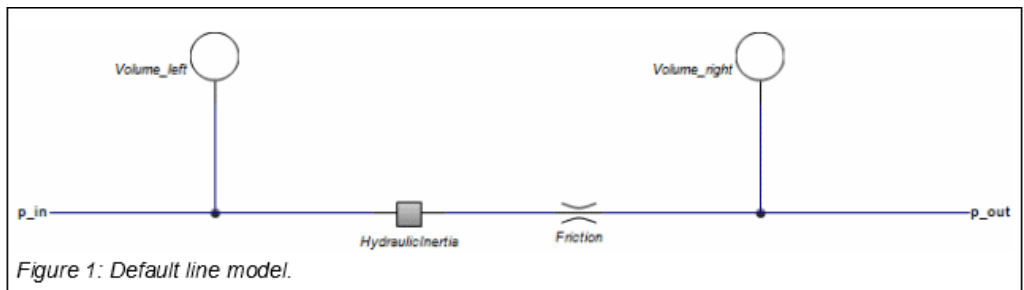 Volume_left
Volume_right
p_in
p_out
HydraulicInertia
Friction
Figure 1: Default line model.